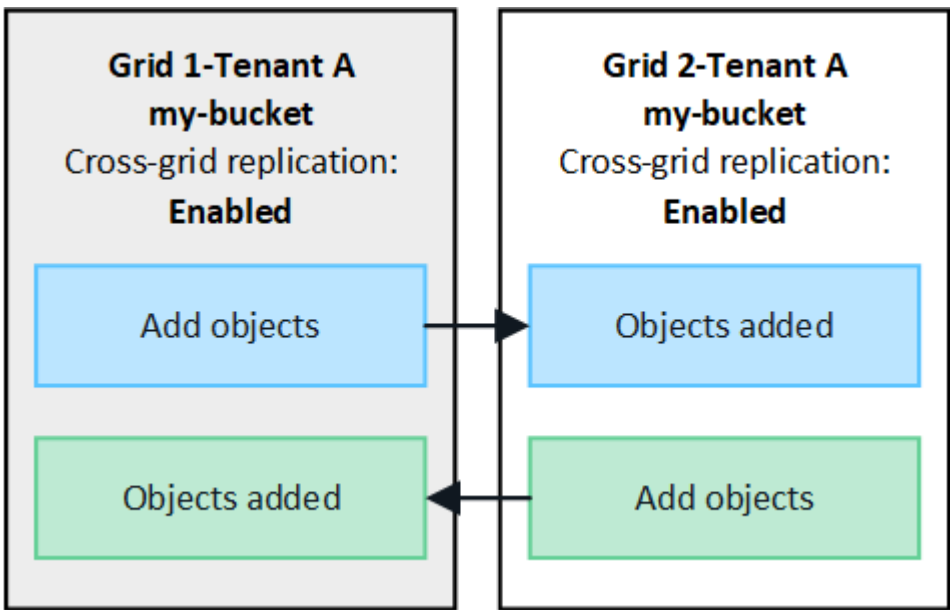 Grid 1-Tenant A
my-bucket
Cross-grid replication:
Enabled
Add objects
Objects added
Grid 2-Tenant A
my-bucket
Cross-grid replication:
Enabled
Objects added
Add objects